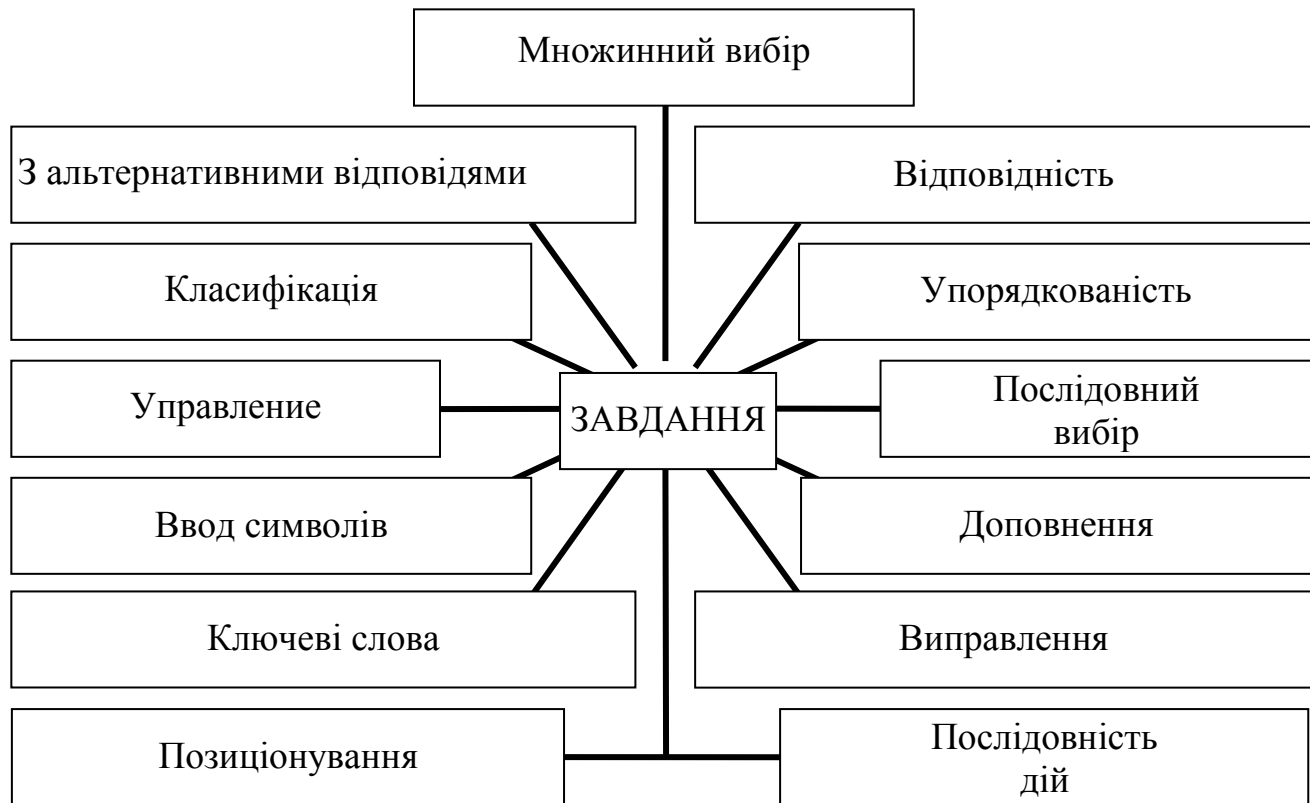 Множинний вибір
З альтернативними відповідями
Відповідність
Класифікація
Упорядкованість
Управление
ЗАВДАННЯ
Послідовний
вибір
Ввод символів
Доповнення
Ключеві слова
Виправлення
Позиціонування
Послідовність
дій